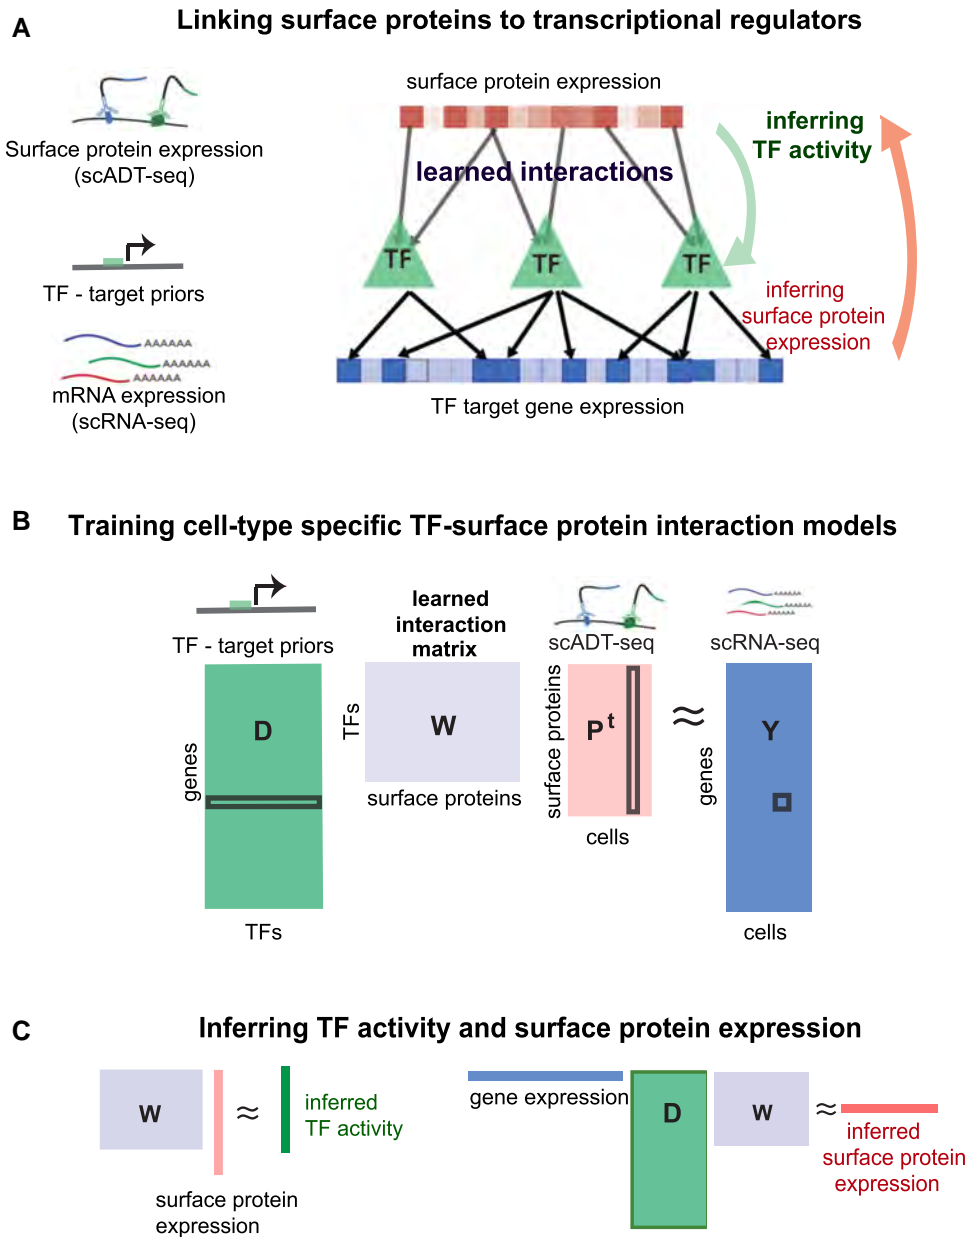 A
Linking surface proteins to transcriptional regulators
Surface protein expression
(scADT-seq)
TF - target priors
AAAAAA
AAAAAA
AAAAAA
mRNA expression
(scRNA-seq)
surface protein expression
learned interactions
TF
TF
TF
TF target gene expression
inferring
TF activity
inferring
surface protein
expression
B
Training cell-type specific TF-surface protein interaction models
TF - target priors
genes
D
TFs
learned
interaction
matrix
TFs
W
surface proteins
scADT-seq
surface proteins
P t
cells
≈
AAAAAA
AAAAAA
AAAAAA
scRNA-seq
genes
Y
cells
C
Inferring TF activity and surface protein expression
W
surface protein
expression
≈
inferred
TF activity
gene expression
D
W
≈
inferred
surface protein
expression